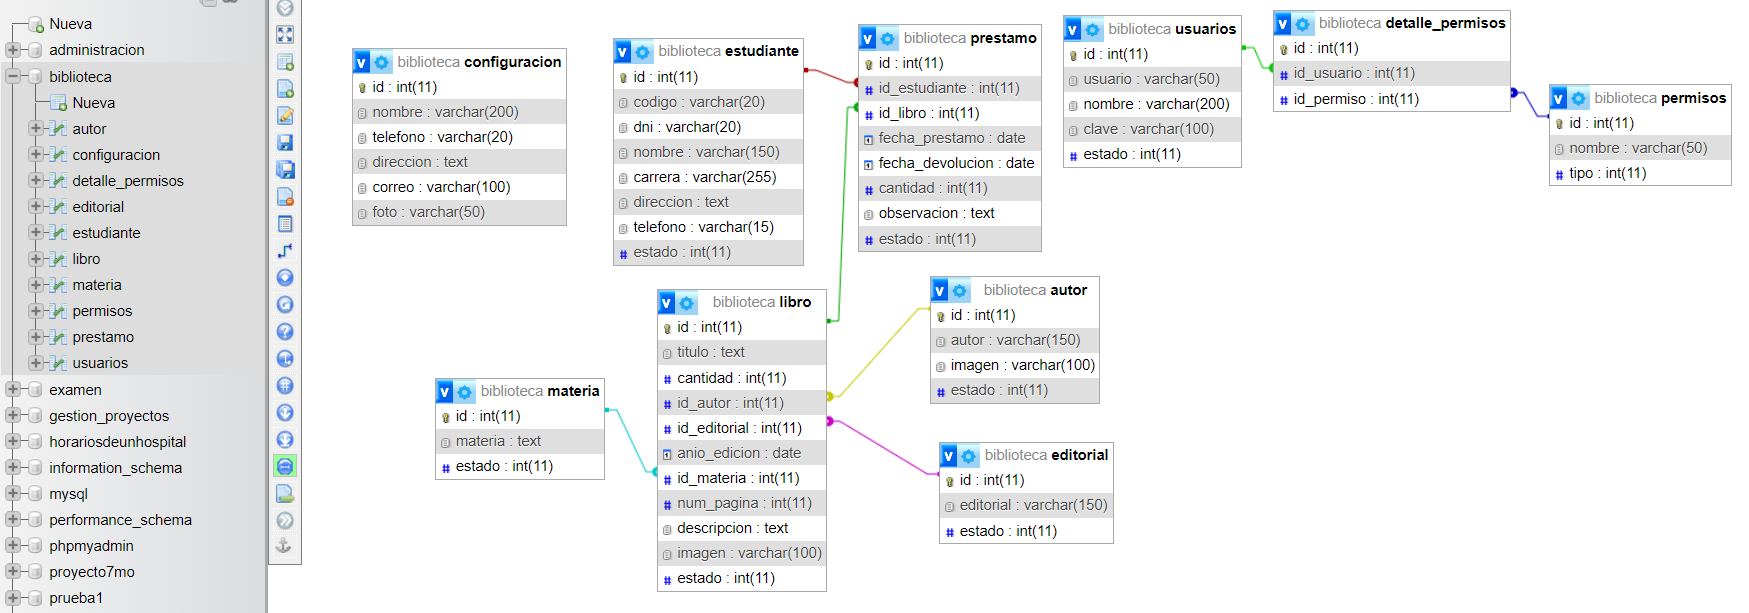 Nueva
administracion
biblioteca
Nueva
autor
configuracion
detalle_permisos
editorial
estudiante
libro
materia
permisos
prestamo
usuarios
examen
gestion_proyectos
horariosdeunhospital
information_schema
mysql
performance_schema
phpmyadmin
proyecto7mo
prueba1
v biblioteca configuracion
id : int(11)
nombre : varchar(200)
telefono : varchar(20)
direccion : text
correo : varchar(100)
foto : varchar(50)
v biblioteca estudiante
id : int(11)
codigo : varchar(20)
dni : varchar(20)
nombre : varchar(150)
carrera : varchar(255)
direccion : text
telefono : varchar(15)
# estado : int(11)
v biblioteca prestamo
id : int(11)
# id_estudiante : int(11)
# id_libro : int(11)
fecha_prestamo : date
fecha_devolucion : date
# cantidad : int(11)
observacion : text
# estado : int(11)
v biblioteca usuarios
id : int(11)
usuario : varchar(50)
nombre : varchar(200)
clave : varchar(100)
# estado : int(11)
v biblioteca detalle_permisos
id : int(11)
# id_usuario : int(11)
# id_permiso : int(11)
v biblioteca permisos
id : int(11)
nombre : varchar(50)
# tipo : int(11)
v biblioteca libro
id : int(11)
titulo : text
# cantidad : int(11)
# id_autor : int(11)
# id_editorial : int(11)
anio_edicion : date
# id_materia : int(11)
# num_pagina : int(11)
descripcion : text
imagen : varchar(100)
# estado : int(11)
v biblioteca autor
id : int(11)
autor : varchar(150)
imagen : varchar(100)
# estado : int(11)
v biblioteca materia
id : int(11)
materia : text
# estado : int(11)
v biblioteca editorial
id : int(11)
editorial : varchar(150)
# estado : int(11)